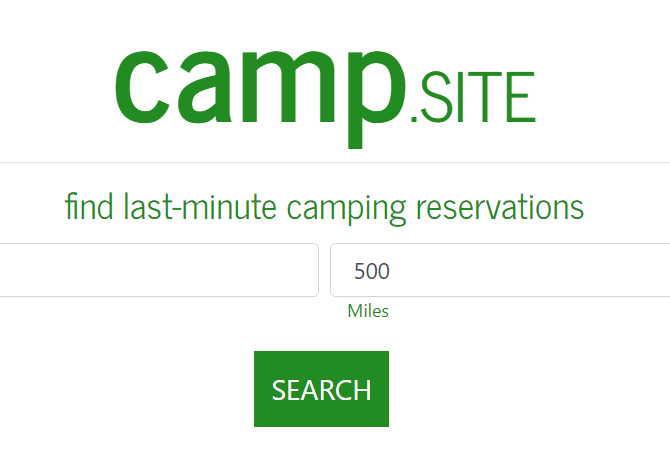 camp.SITE
find last-minute camping reservations
500
Miles
SEARCH